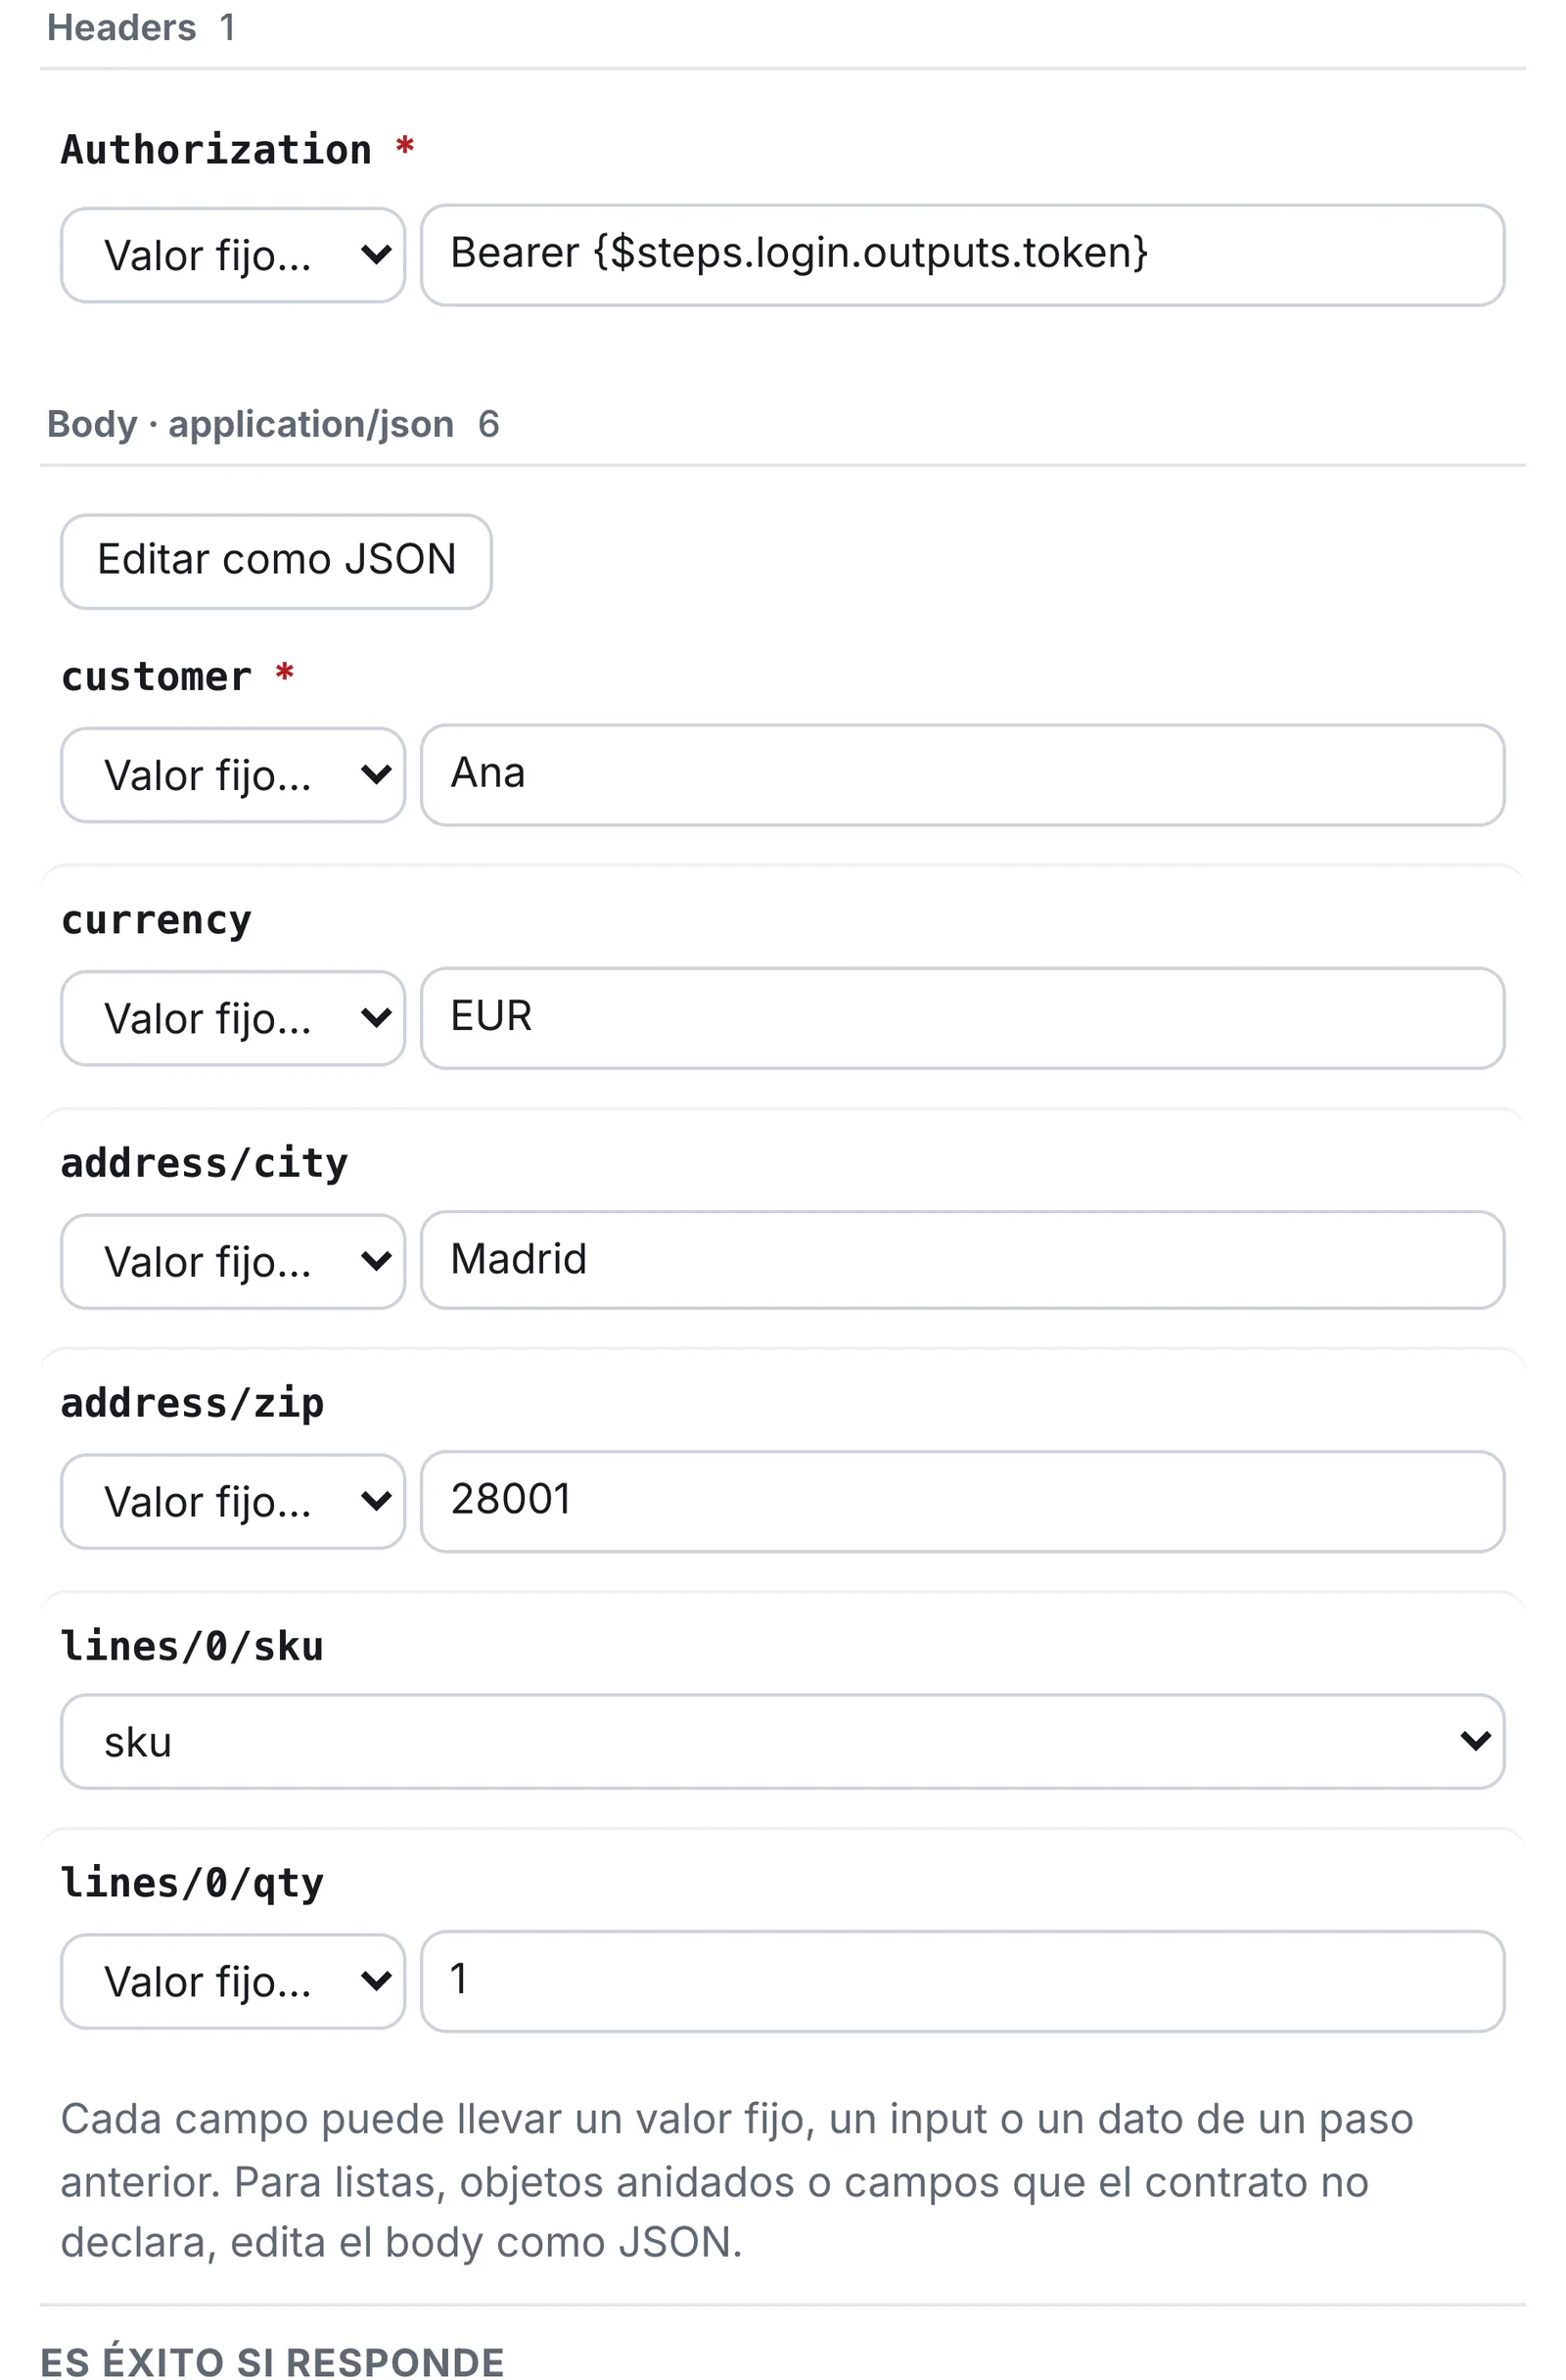 Headers 1
Authorization *
Valor fijo... Bearer {$steps.login.outputs.token}
Body · application/json 6
Editar como JSON
customer *
Valor fijo... Ana
currency
Valor fijo... EUR
address/city
Valor fijo... Madrid
address/zip
Valor fijo... 28001
lines/0/sku
sku
lines/0/qty
Valor fijo... 1
Cada campo puede llevar un valor fijo, un input o un dato de un paso
anterior. Para listas, objetos anidados o campos que el contrato no
declara, edita el body como JSON.
ES ÉXITO SI RESPONDE